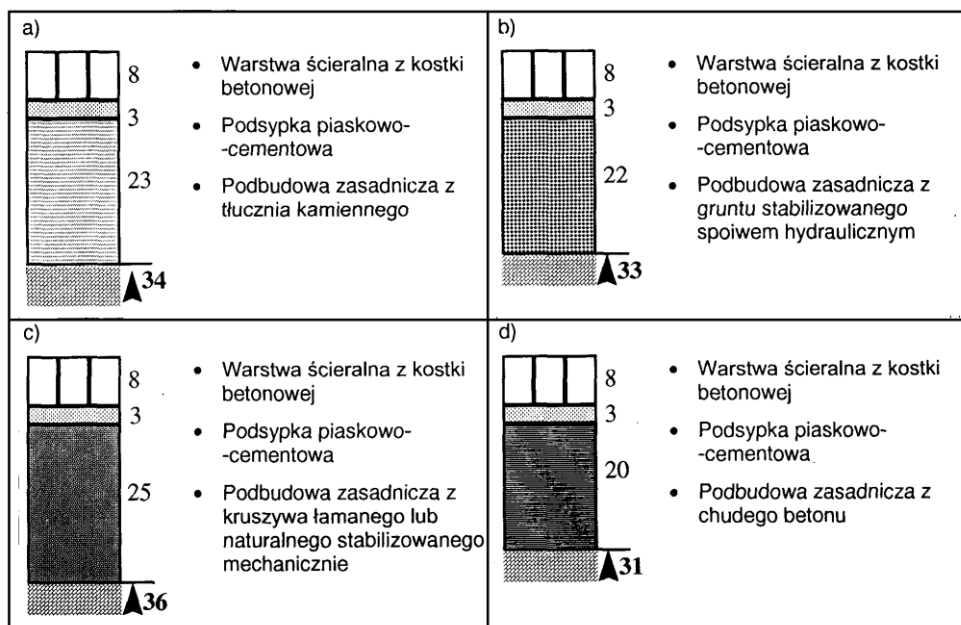 a)
8
3
23
34
• Warstwa ścieralna z kostki
betonowej
• Podsypka piaskowo-
-cementowa
• Podbudowa zasadnicza z
tłucznia kamiennego
b)
8
3
22
33
• Warstwa ścieralna z kostki
betonowej
• Podsypka piaskowo-
-cementowa
• Podbudowa zasadnicza z
gruntu stabilizowanego
spoiwem hydraulicznym
c)
8
3
25
36
• Warstwa ścieralna z kostki
betonowej
• Podsypka piaskowo-
-cementowa
• Podbudowa zasadnicza z
kruszywa łamanego lub
naturalnego stabilizowanego
mechanicznie
d)
8
3
20
31
• Warstwa ścieralna z kostki
betonowej
• Podsypka piaskowo-
-cementowa
• Podbudowa zasadnicza z
chudego betonu